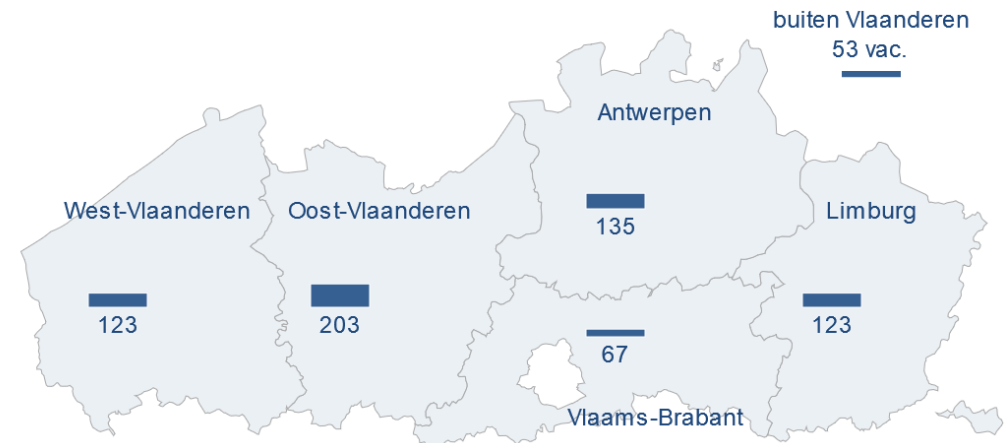 buiten Vlaanderen
53 vac.
Antwerpen
135
West-Vlaanderen
123
Oost-Vlaanderen
203
Limburg
123
67
Vlaams-Brabant